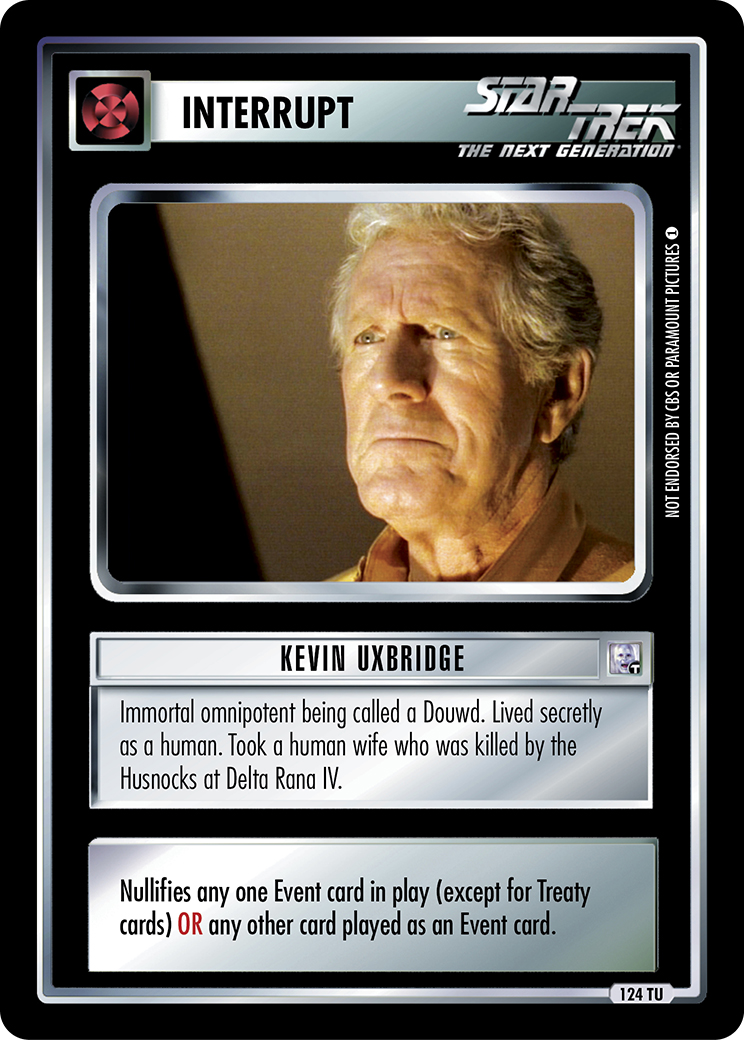 INTERRUPT
STAR TREK
THE NEXT GENERATION
NOT ENDORSED BY CBS OR PARAMOUNT PICTURES 1
KEVIN UXBRIDGE
T
Immortal omnipotent being called a Douwd. Lived secretly
as a human. Took a human wife who was killed by the
Husnocks at Delta Rana IV.
Nullifies any one Event card in play (except for Treaty
cards) OR any other card played as an Event card.
124 TU